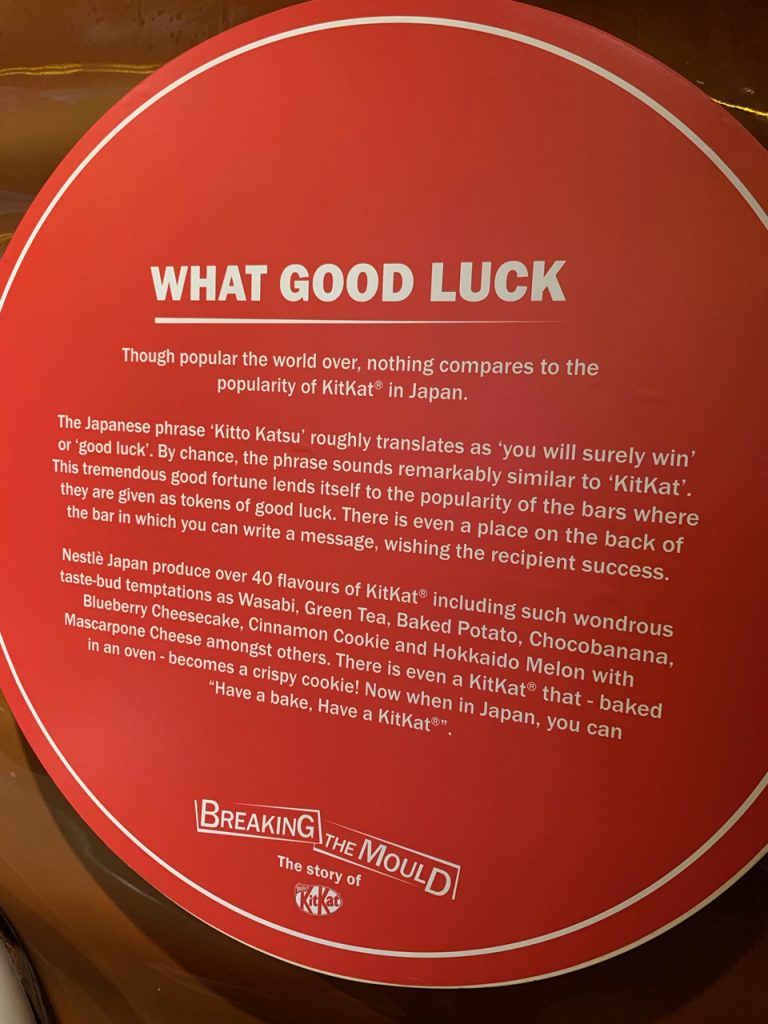 WHAT GOOD LUCK
Though popular the world over, nothing compares to the
popularity of KitKat® in Japan.
The Japanese phrase ‘Kitto Katsu’ roughly translates as ‘you will surely win’
or ‘good luck’. By chance, the phrase sounds remarkably similar to ‘KitKat’.
This tremendous good fortune lends itself to the popularity of the bars where
they are given as tokens of good luck. There is even a place on the back of
the bar in which you can write a message, wishing the recipient success.
Nestlè Japan produce over 40 flavours of KitKat® including such wondrous
taste-bud temptations as Wasabi, Green Tea, Baked Potato, Chocobanana,
Blueberry Cheesecake, Cinnamon Cookie and Hokkaido Melon with
Mascarpone Cheese amongst others. There is even a KitKat® that - baked
in an oven - becomes a crispy cookie! Now when in Japan, you can
“Have a bake, Have a KitKat®”.
BREAKING THE MOULD
The story of
KitKat